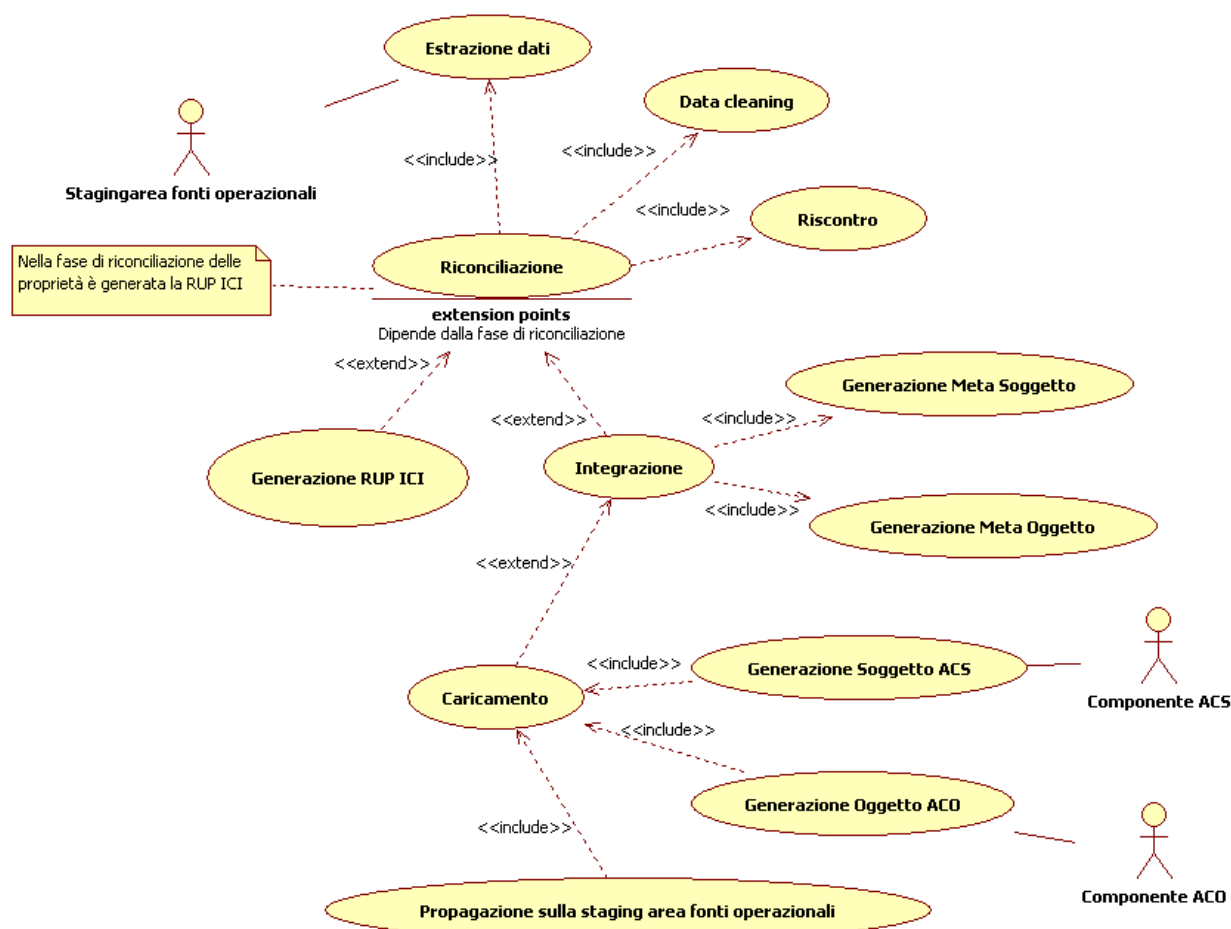 Estrazione dati
Data cleaning
<<include>>
<<include>>
Stagingarea fonti operazionali
<<include>>
Riscontro
Nella fase di riconciliazione delle
proprietà è generata la RUP ICI
Riconciliazione
extension points
Dipende dalla fase di riconciliazione
<<extend>>
Generazione Meta Soggetto
<<extend>>
<<include>>
Generazione RUP ICI
Integrazione
<<include>>
Generazione Meta Oggetto
<<extend>>
<<include>>
Generazione Soggetto ACS
Caricamento
Componente ACS
<<include>>
Generazione Oggetto ACO
<<include>>
Componente ACO
Propagazione sulla staging area fonti operazionali